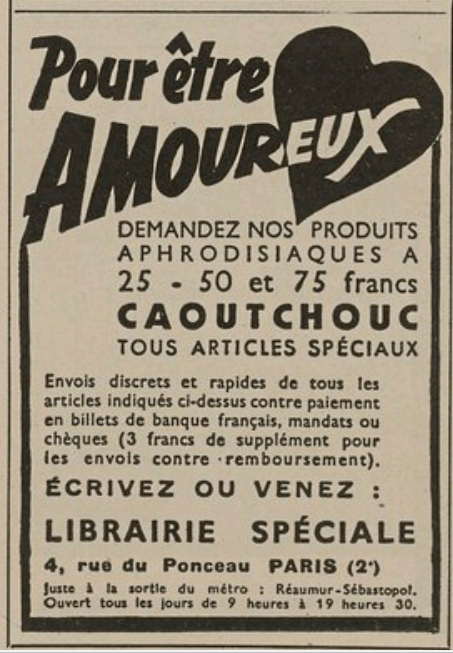 Pour être
AMOUREUX
DEMANDEZ NOS PRODUITS
APHRODISIAQUES A
25 - 50 et 75 francs
CAOUTCHOUC
TOUS ARTICLES SPÉCIAUX
Envois discrets et rapides de tous les
articles indiqués ci-dessus contre paiement
en billets de banque français, mandats ou
chèques (3 francs de supplément pour
les envois contre remboursement).
ÉCRIVEZ OU VENEZ :
LIBRAIRIE SPÉCIALE
4, rue du Ponceau PARIS (2e)
Juste à la sortie du métro : Réaumur-Sébastopol.
Ouvert tous les jours de 9 heures à 19 heures 30.